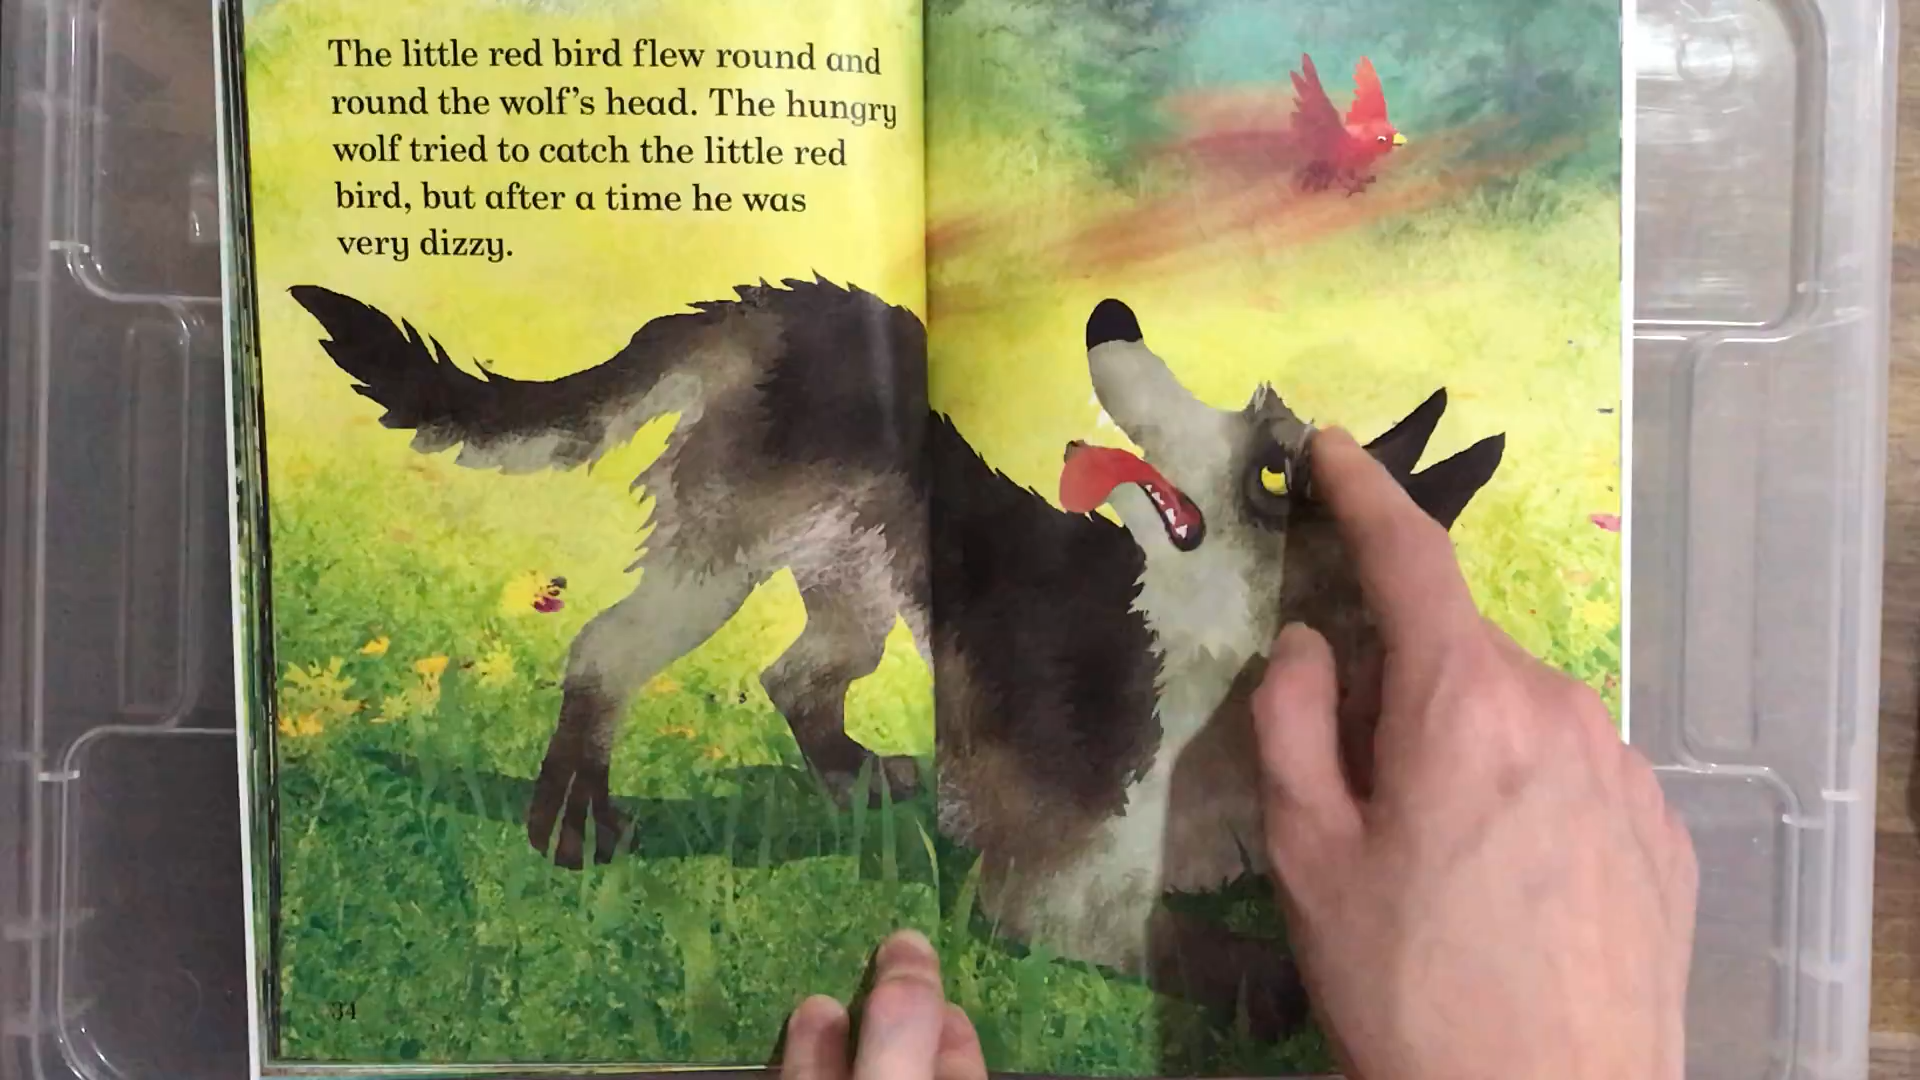 The little red bird flew round and
round the wolf's head. The hungry
wolf tried to catch the little red
bird, but after a time he was
very dizzy.
34